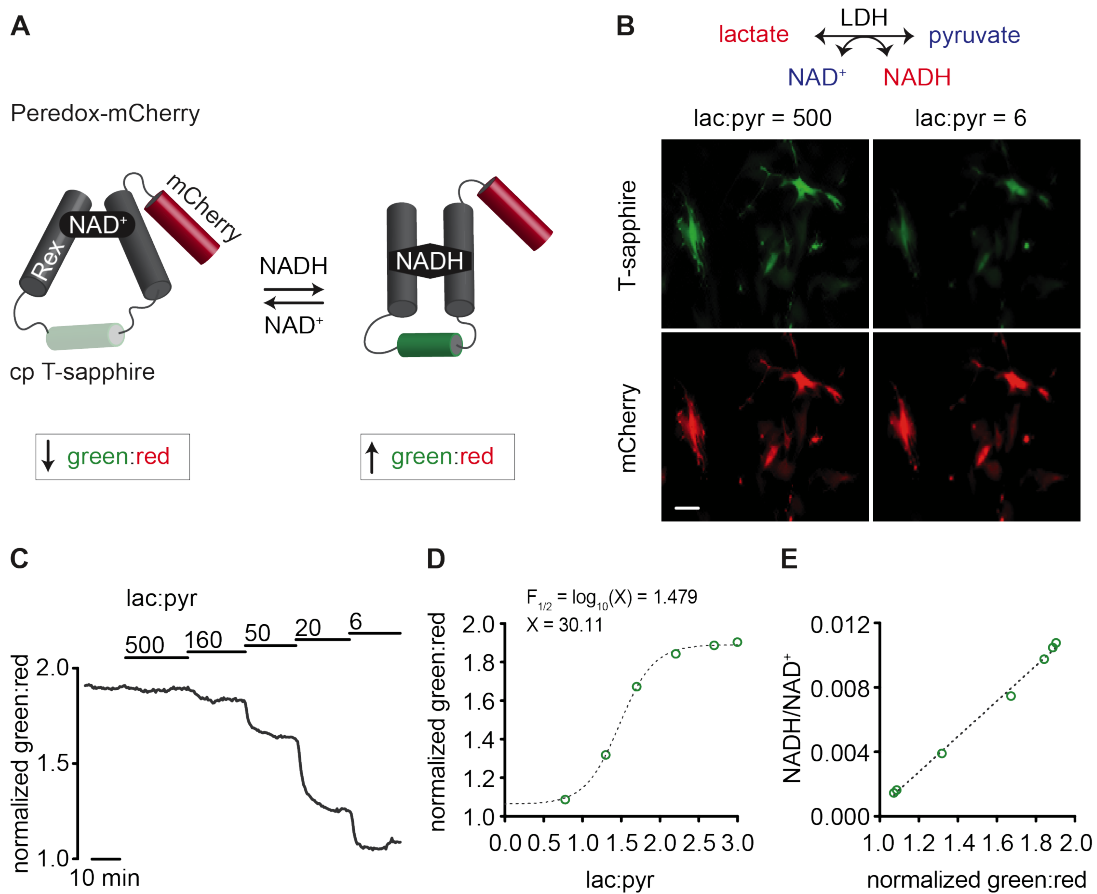 A
Peredox-mCherry
NAD+
mCherry
Rex
cp T-sapphire
NADH
NAD+
NADH
↓ green:red
↑ green:red
B
LDH
lactate
pyruvate
NAD+
NADH
lac:pyr = 500
lac:pyr = 6
T-sapphire
mCherry
C
lac:pyr
500
160
50
20
6
normalized green:red
2.0
1.5
1.0
10 min
D
F1/2 = log10(X) = 1.479
X = 30.11
normalized green:red
2.0
1.8
1.6
1.4
1.2
1.0
0.0 0.5 1.0 1.5 2.0 2.5 3.0
lac:pyr
E
NADH/NAD+
0.012
0.008
0.004
0.000
1.0 1.2 1.4 1.6 1.8 2.0
normalized green:red